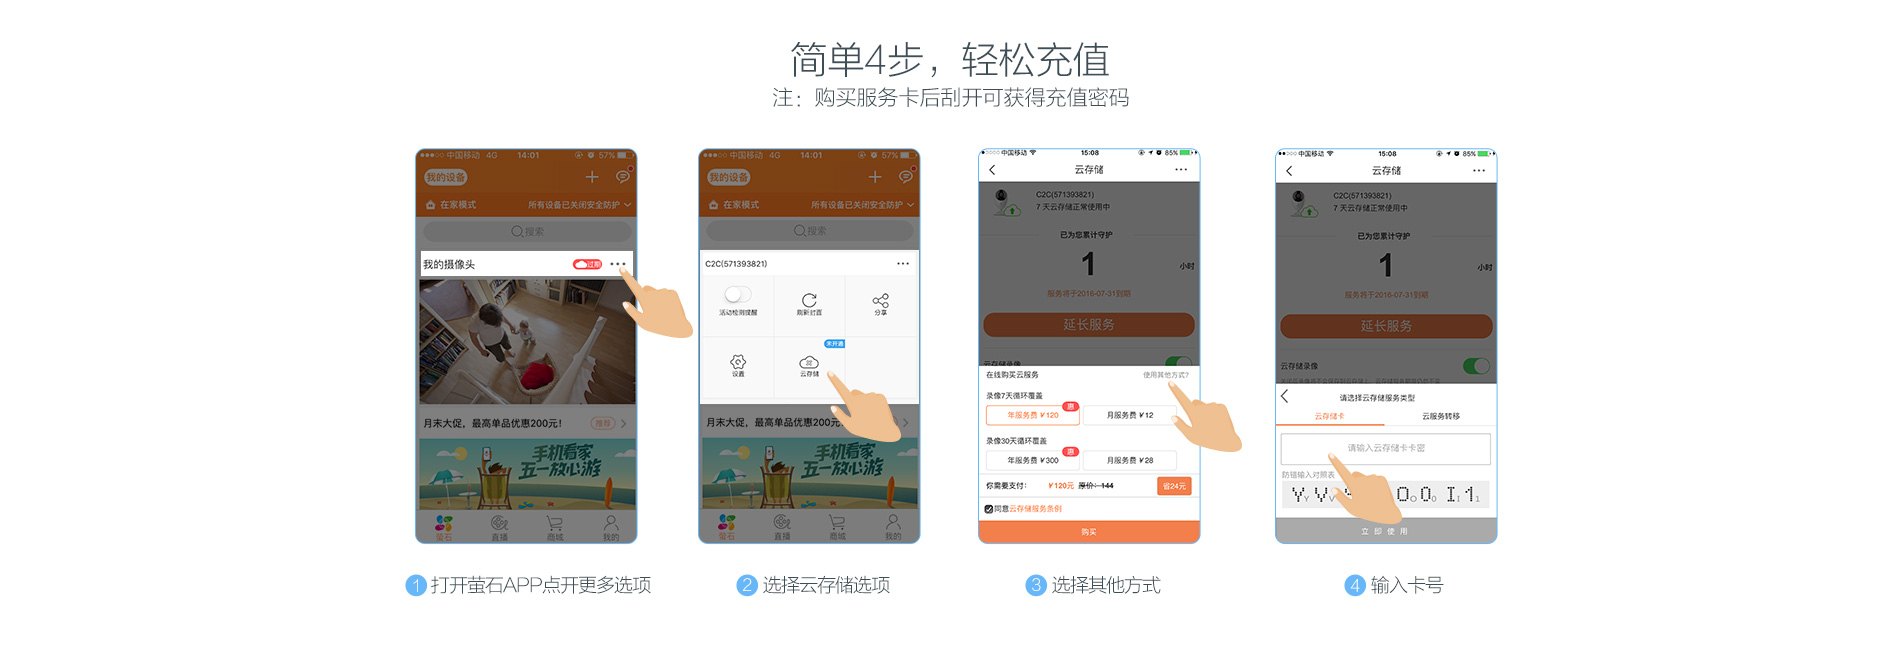 简单4步，轻松充值
注：购买服务卡后刮开可获得充值密码
中国移动 4G 14:01 57%
我的设备
在家模式 所有设备已关闭安全防护
搜索
我的摄像头 过期
月末大促，最高单品优惠200元！ 推荐
手机看家
五一放心游
萤石 直播 商城 我的
1 打开萤石APP点开更多选项
中国移动 4G 14:01 57%
我的设备
在家模式 所有设备已关闭安全防护
搜索
C2C(571393821)
活动检测提醒 刷新封面 分享
未开通
设置 云存储
月末大促，最高单品优惠200元！
手机看家
五一放心游
萤石 直播 商城 我的
2 选择云存储选项
中国移动 15:08 85%
云存储
C2C(571393821)
7 天云存储正常使用中
已为您累计守护
1 小时
服务将于2016-07-31到期
延长服务
云存储录像
在线购买云服务 使用其他方式?
录像7天循环覆盖
惠
年服务费 ¥120 月服务费 ¥12
录像30天循环覆盖
惠
年服务费 ¥300 月服务费 ¥28
你需要支付： ¥120元 原价：144 省24元
同意云存储服务条例
购买
3 选择其他方式
中国移动 15:08 85%
云存储
C2C(571393821)
7 天云存储正常使用中
已为您累计守护
1 小时
服务将于2016-07-31到期
延长服务
云存储录像
请选择云存储服务类型
云存储卡 云服务转移
请输入云存储卡卡密
防错输入对照表
立即使用
4 输入卡号